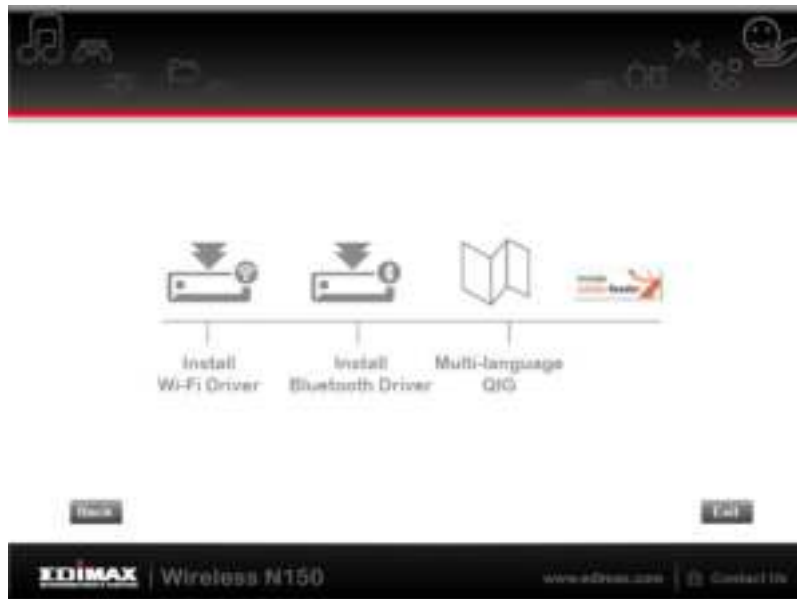 Install
Wi-Fi Driver
Install
Bluetooth Driver
Multi-language
QIG
Back
Exit
EDIMAX
Wireless N150
www.edimax.com
Contact Us